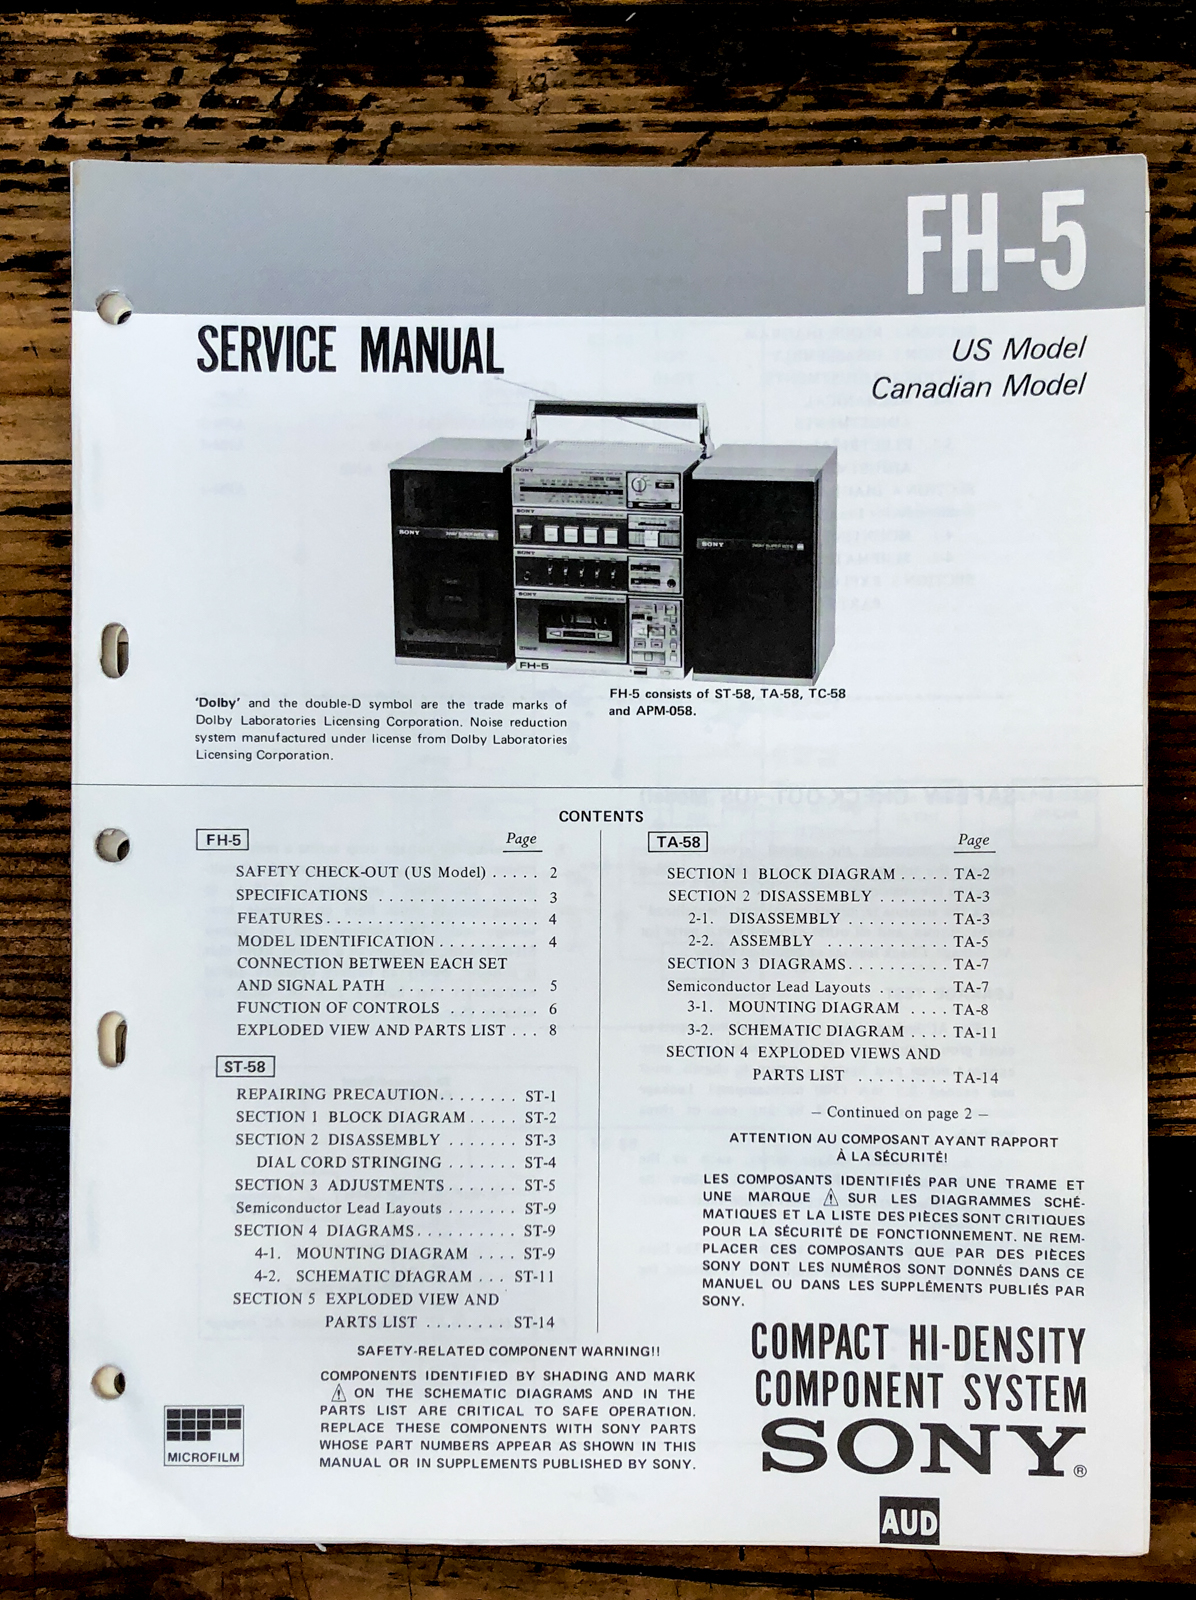 FH-5
SERVICE MANUAL
US Model
Canadian Model
SONY
SONY
SONY
SONY
SONY
SONY
FH-5
'Dolby' and the double-D symbol are the trade marks of
Dolby Laboratories Licensing Corporation. Noise reduction
system manufactured under license from Dolby Laboratories
Licensing Corporation.
FH-5 consists of ST-58, TA-58, TC-58
and APM-058.
CONTENTS
FH-5 Page
SAFETY CHECK-OUT (US Model) ..... 2
SPECIFICATIONS ................ 3
FEATURES..................... 4
MODEL IDENTIFICATION .......... 4
CONNECTION BETWEEN EACH SET
AND SIGNAL PATH .............. 5
FUNCTION OF CONTROLS ......... 6
EXPLODED VIEW AND PARTS LIST ... 8
ST-58
REPAIRING PRECAUTION........ ST-1
SECTION 1 BLOCK DIAGRAM ..... ST-2
SECTION 2 DISASSEMBLY ....... ST-3
DIAL CORD STRINGING ....... ST-4
SECTION 3 ADJUSTMENTS....... ST-5
Semiconductor Lead Layouts ....... ST-9
SECTION 4 DIAGRAMS.......... ST-9
4-1. MOUNTING DIAGRAM .... ST-9
4-2. SCHEMATIC DIAGRAM ... ST-11
SECTION 5 EXPLODED VIEW AND
PARTS LIST ........ ST-14
TA-58 Page
SECTION 1 BLOCK DIAGRAM ..... TA-2
SECTION 2 DISASSEMBLY ....... TA-3
2-1. DISASSEMBLY .......... TA-3
2-2. ASSEMBLY ............ TA-5
SECTION 3 DIAGRAMS.......... TA-7
Semiconductor Lead Layouts ....... TA-7
3-1. MOUNTING DIAGRAM .... TA-8
3-2. SCHEMATIC DIAGRAM .... TA-11
SECTION 4 EXPLODED VIEWS AND
PARTS LIST ......... TA-14
– Continued on page 2 –
ATTENTION AU COMPOSANT AYANT RAPPORT
À LA SÉCURITÉ!
LES COMPOSANTS IDENTIFIÉS PAR UNE TRAME ET
UNE MARQUE ⚠ SUR LES DIAGRAMMES SCHÉ-
MATIQUES ET LA LISTE DES PIÈCES SONT CRITIQUES
POUR LA SÉCURITÉ DE FONCTIONNEMENT. NE REM-
PLACER CES COMPOSANTS QUE PAR DES PIÈCES
SONY DONT LES NUMÉROS SONT DONNÉS DANS CE
MANUEL OU DANS LES SUPPLÉMENTS PUBLIÉS PAR
SONY.
SAFETY-RELATED COMPONENT WARNING!!
COMPONENTS IDENTIFIED BY SHADING AND MARK
⚠ ON THE SCHEMATIC DIAGRAMS AND IN THE
PARTS LIST ARE CRITICAL TO SAFE OPERATION.
REPLACE THESE COMPONENTS WITH SONY PARTS
WHOSE PART NUMBERS APPEAR AS SHOWN IN THIS
MANUAL OR IN SUPPLEMENTS PUBLISHED BY SONY.
MICROFILM
COMPACT HI-DENSITY
COMPONENT SYSTEM
SONY®
AUD